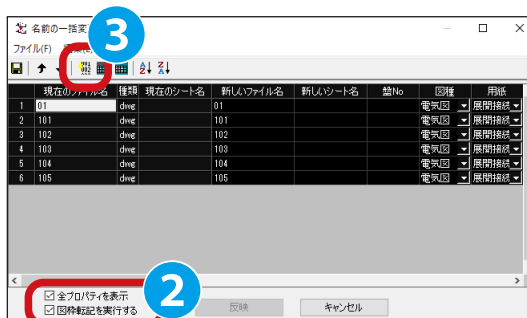 名前の一括変
3
ファイル(F)
現在のファイル名 種類 現在のシート名 新しいファイル名 新しいシート名 盤No 図種 用紙
1 01 dwg 01 電気図 展開接続
2 101 dwg 101 電気図 展開接続
3 102 dwg 102 電気図 展開接続
4 103 dwg 103 電気図 展開接続
5 104 dwg 104 電気図 展開接続
6 105 dwg 105 電気図 展開接続
全プロパティを表示
図枠転記を実行する
2
反映
キャンセル